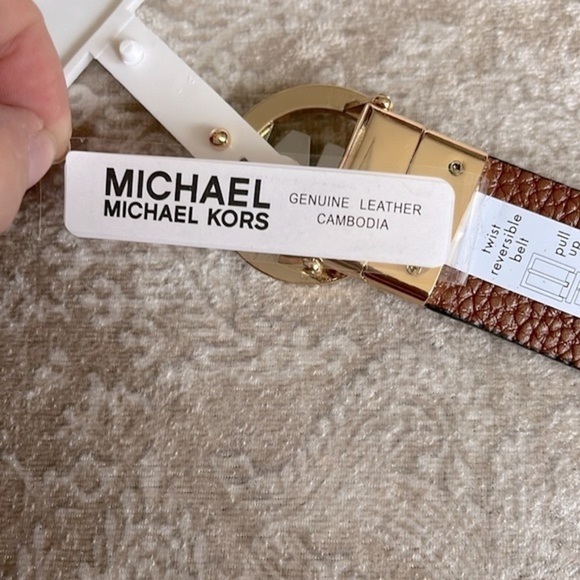 MICHAEL
MICHAEL KORS
GENUINE LEATHER
CAMBODIA
twist
reversible
belt
pull
up